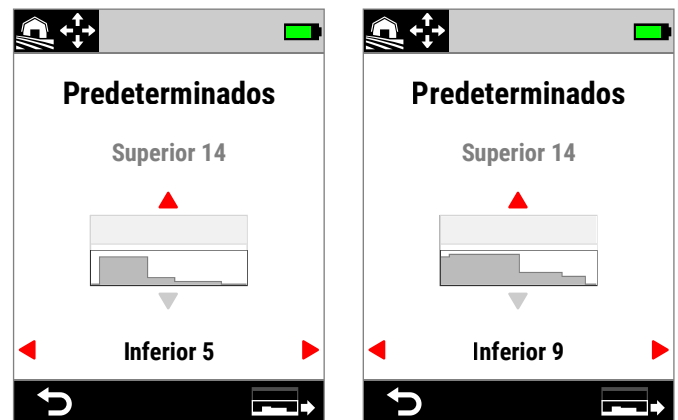 Predeterminados
Superior 14
Inferior 5
Predeterminados
Superior 14
Inferior 9